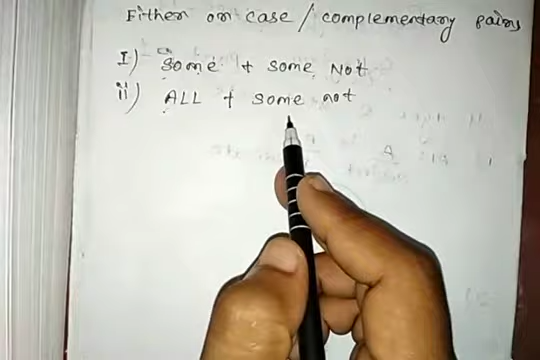 Either or case / complementary pairs
I) some + some Not
ii) ALL + some not